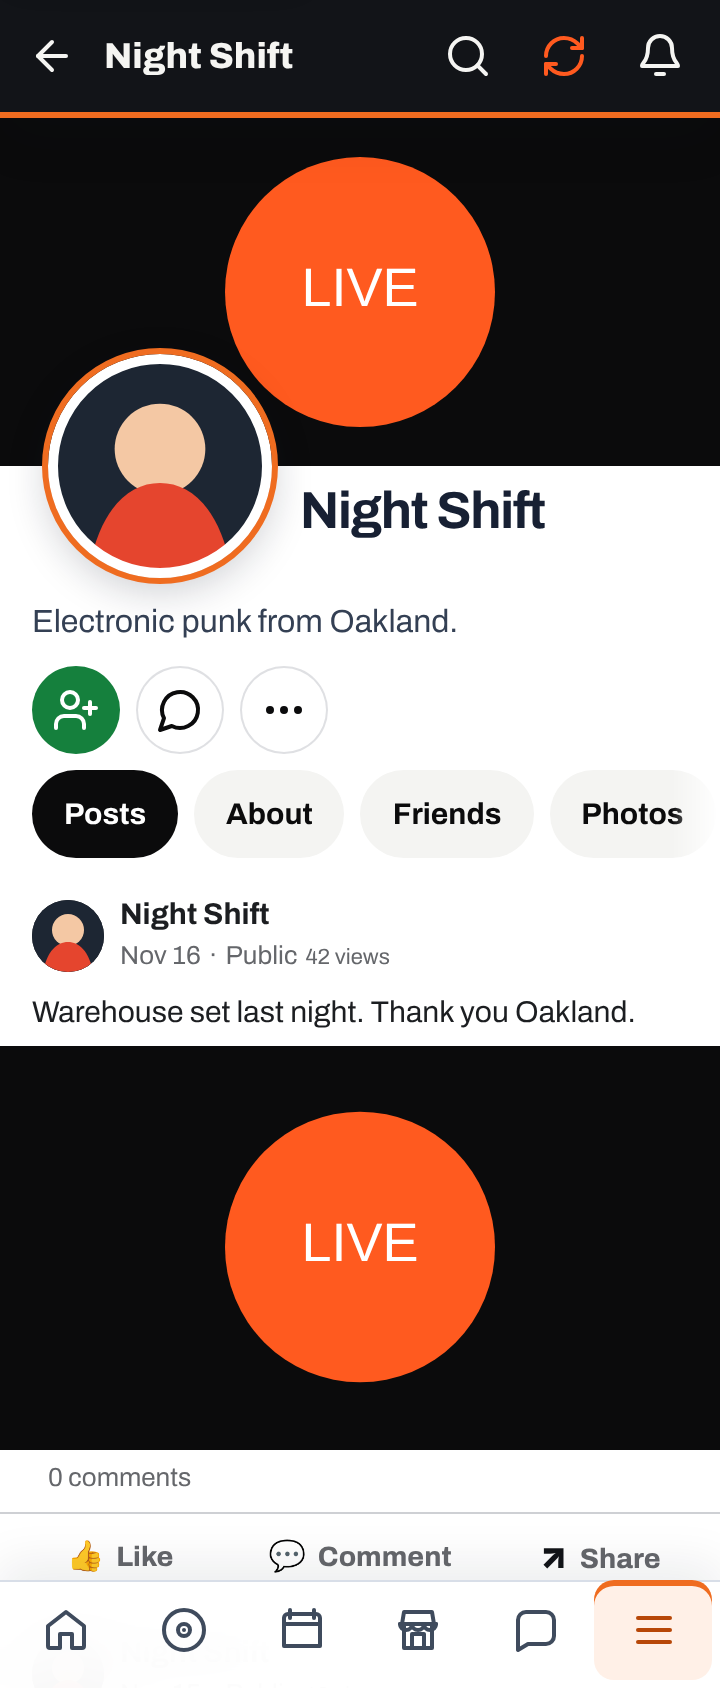 Night Shift
LIVE
Night Shift
Electronic punk from Oakland.
Posts About Friends Photos
Night Shift
Nov 16 · Public 42 views
Warehouse set last night. Thank you Oakland.
LIVE
0 comments
👍 Like 💬 Comment Share